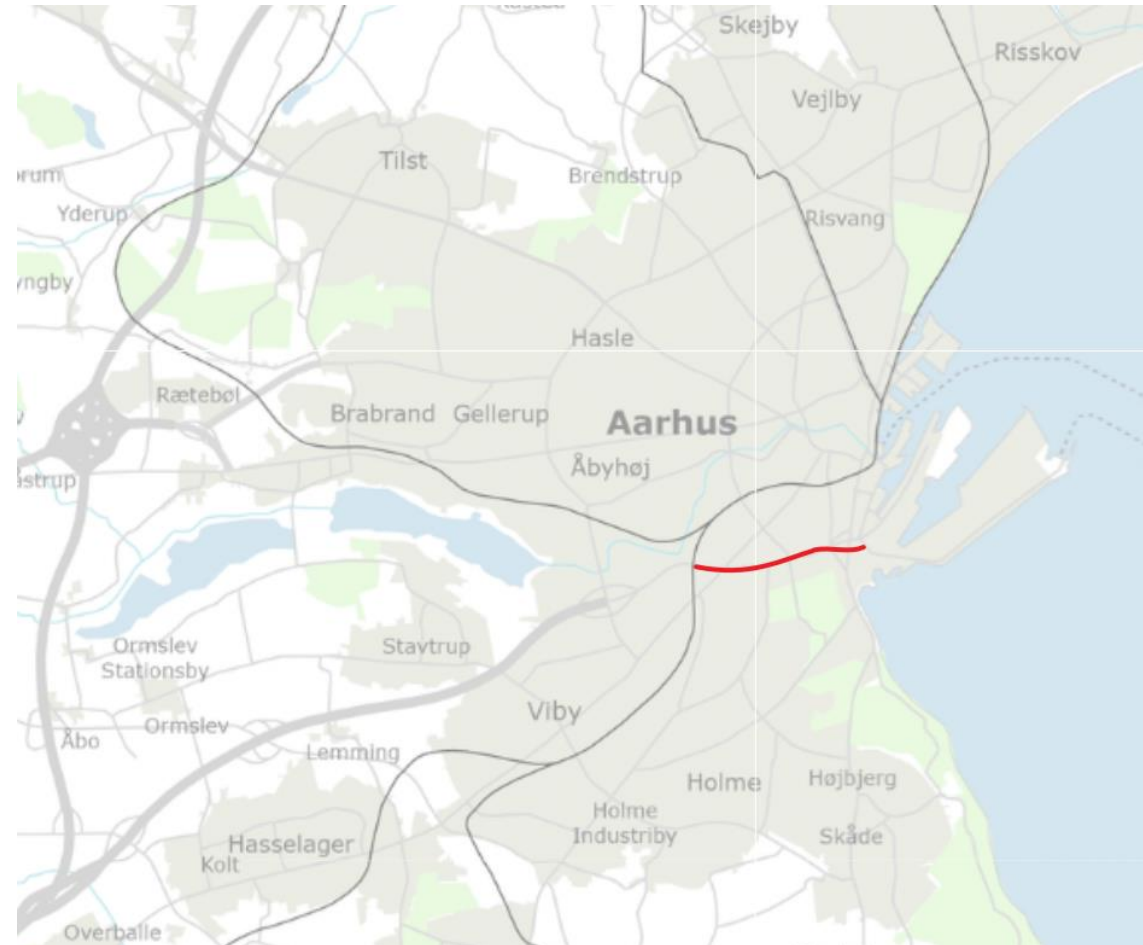 Skejby
Risskov
Vejlby
Tilst
Brendstrup
Yderup
Risvang
Hasle
Rætebøl
Brabrand
Gellerup
Aarhus
Åbyhøj
Ormslev
Stationsby
Stavtrup
Viby
Ormslev
Åbo
Lemming
Holme
Højbjerg
Holme
Industriby
Skåde
Hasselager
Kolt
Overballe